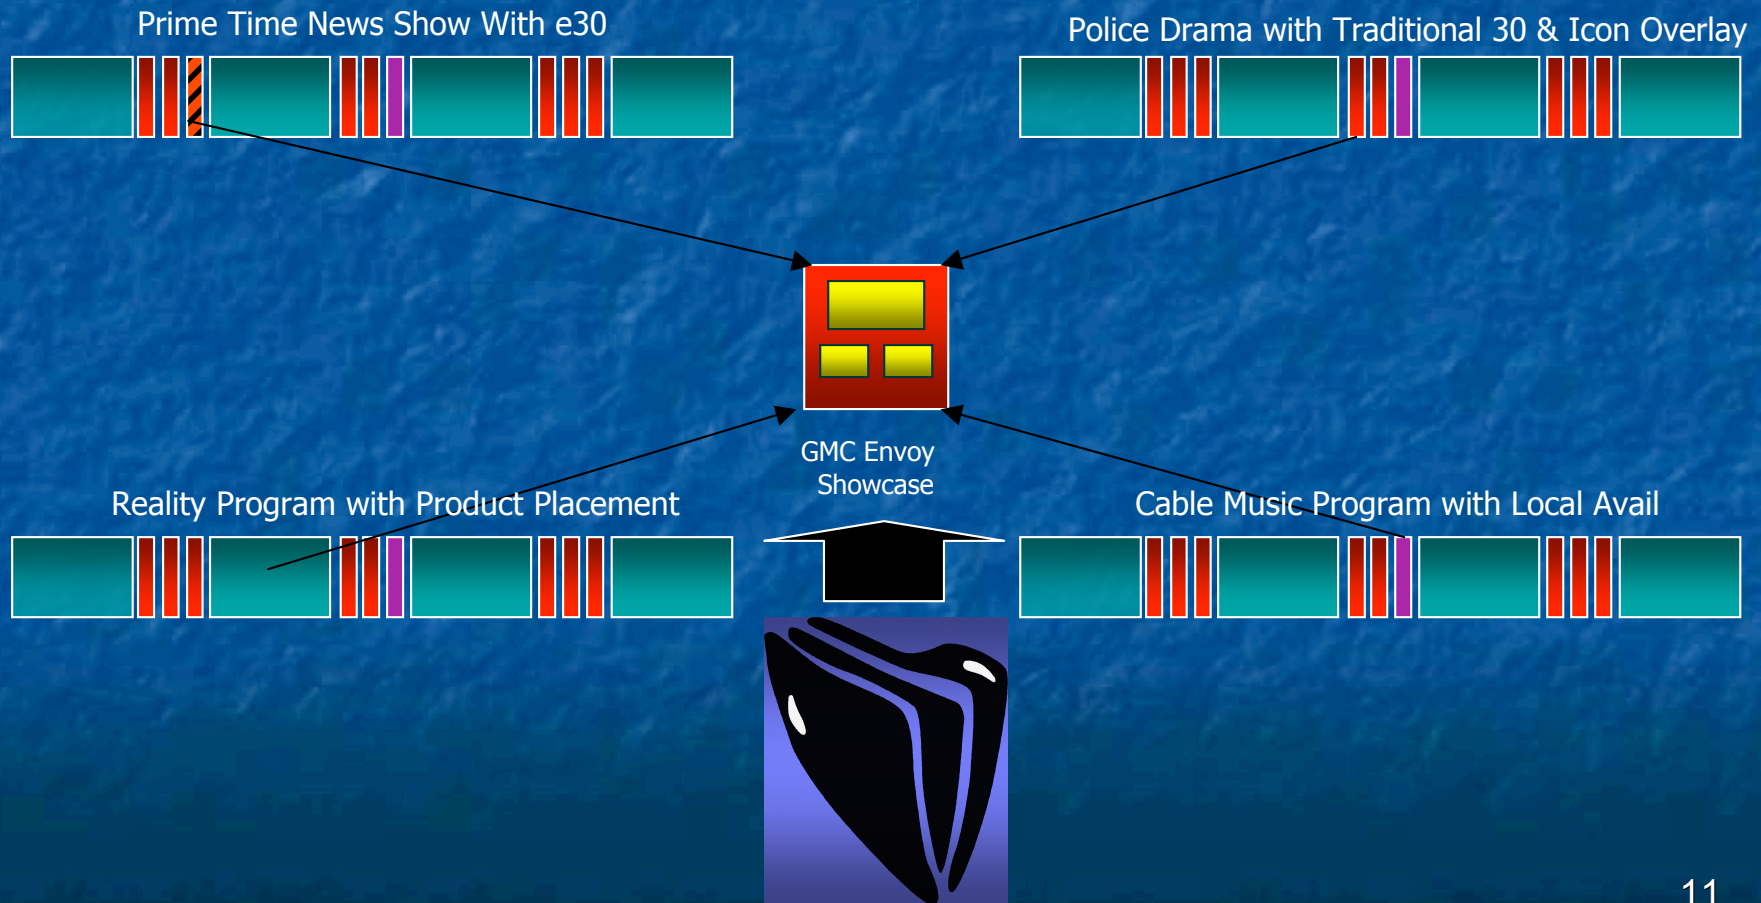 Prime Time News Show With e30
Police Drama with Traditional 30 & Icon Overlay
GMC Envoy
Showcase
Reality Program with Product Placement
Cable Music Program with Local Avail
11